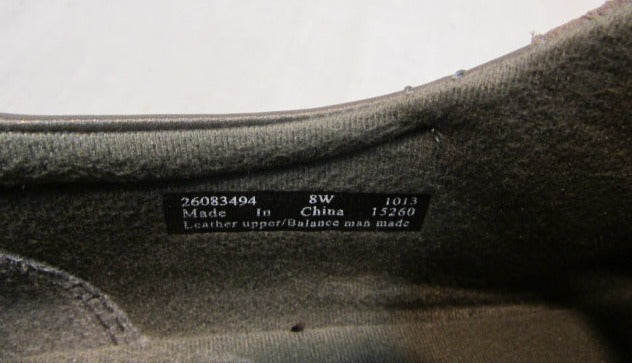 26083494 8W 1013
Made In China 15260
Leather upper/Balance man made